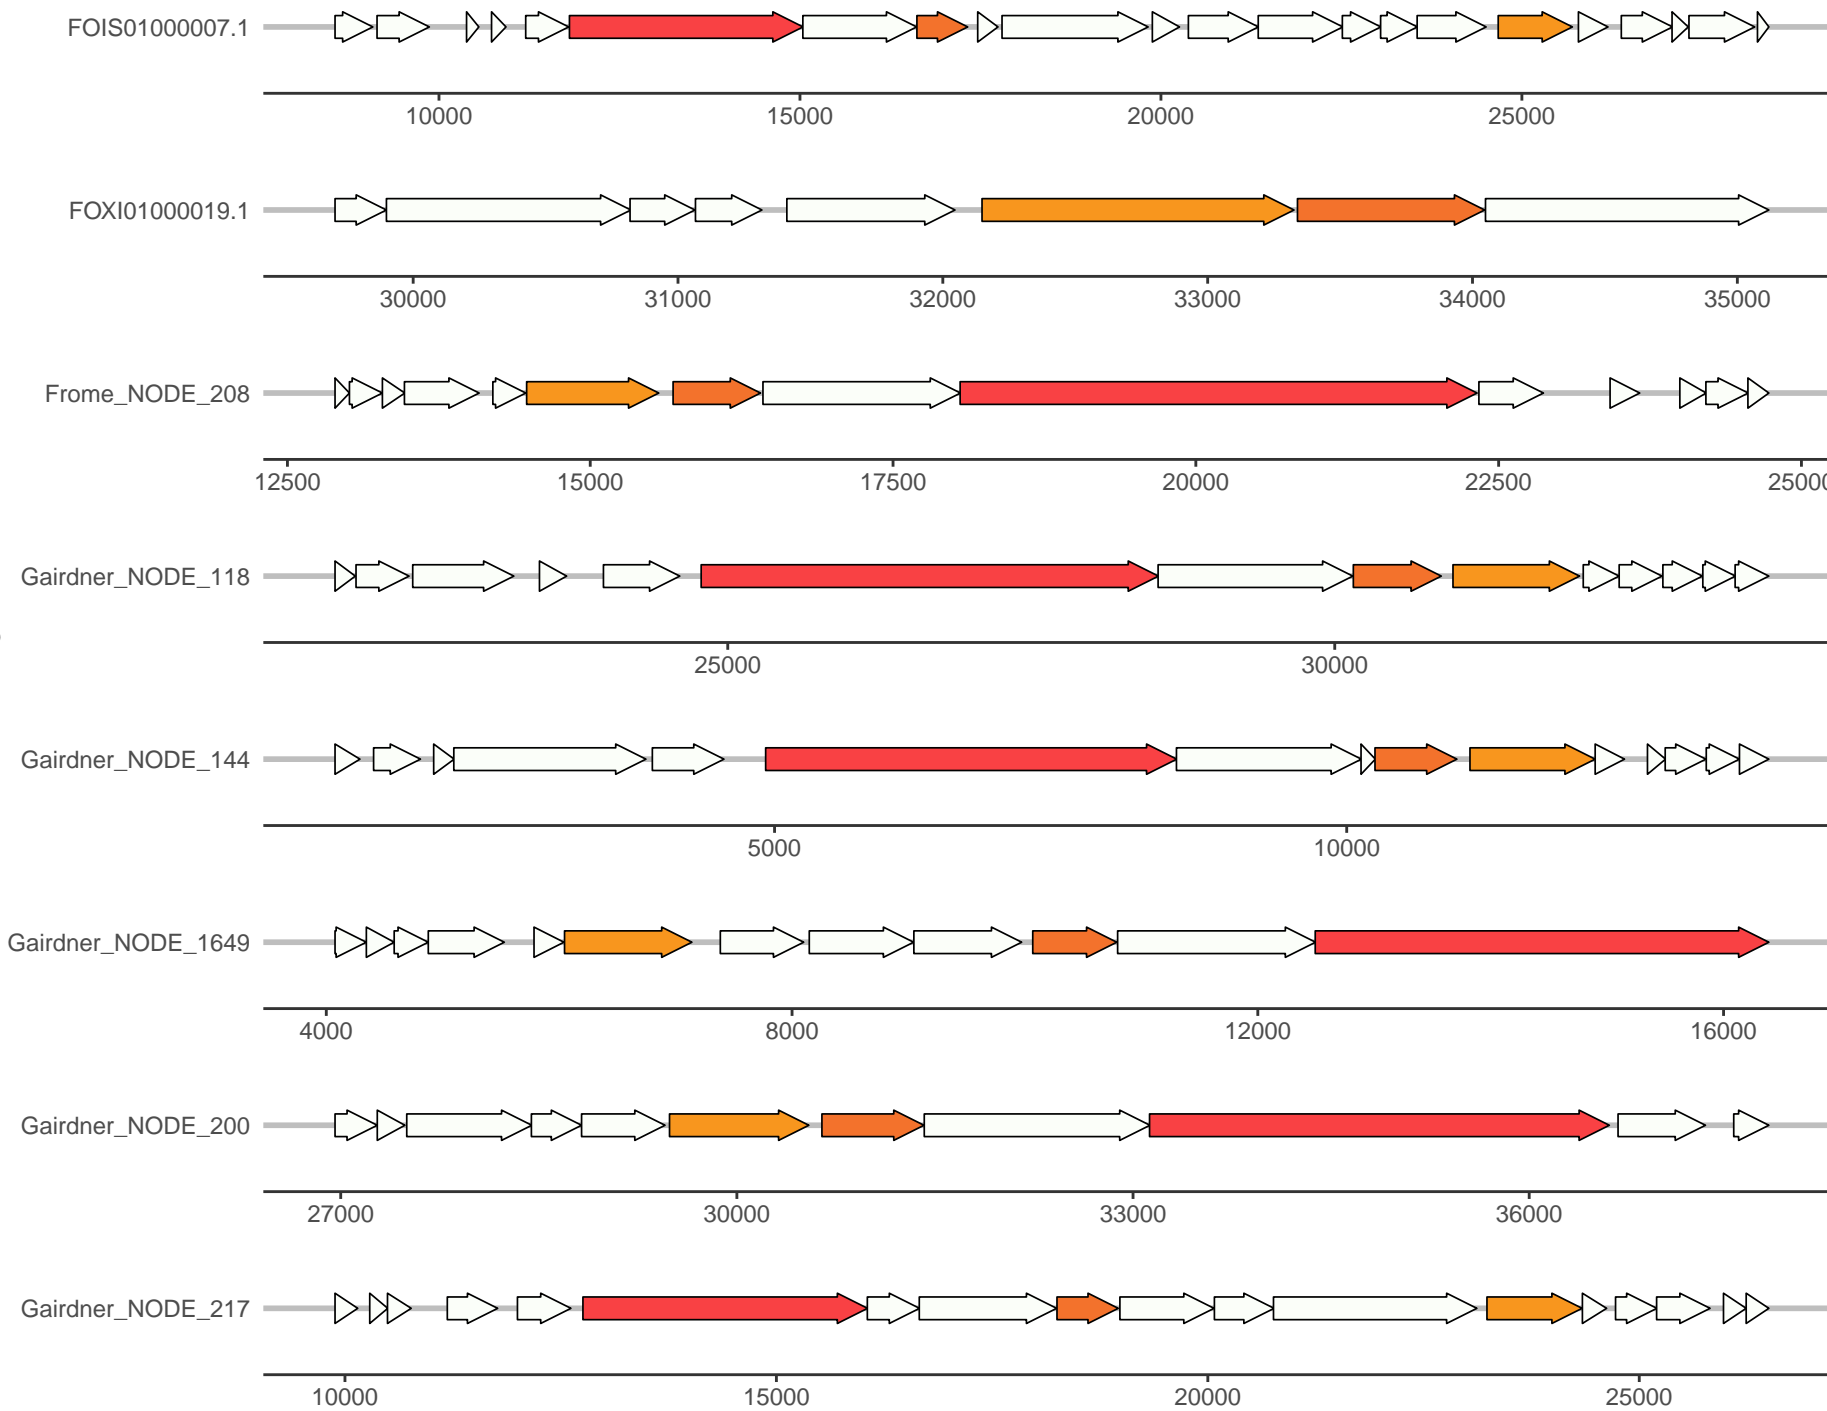 FOIS01000007.1
10000 15000 20000 25000
FOXI01000019.1
30000 31000 32000 33000 34000 35000
Frome_NODE_208
12500 15000 17500 20000 22500 25000
Gairdner_NODE_118
25000 30000
Gairdner_NODE_144
5000 10000
Gairdner_NODE_1649
4000 8000 12000 16000
Gairdner_NODE_200
27000 30000 33000 36000
Gairdner_NODE_217
10000 15000 20000 25000